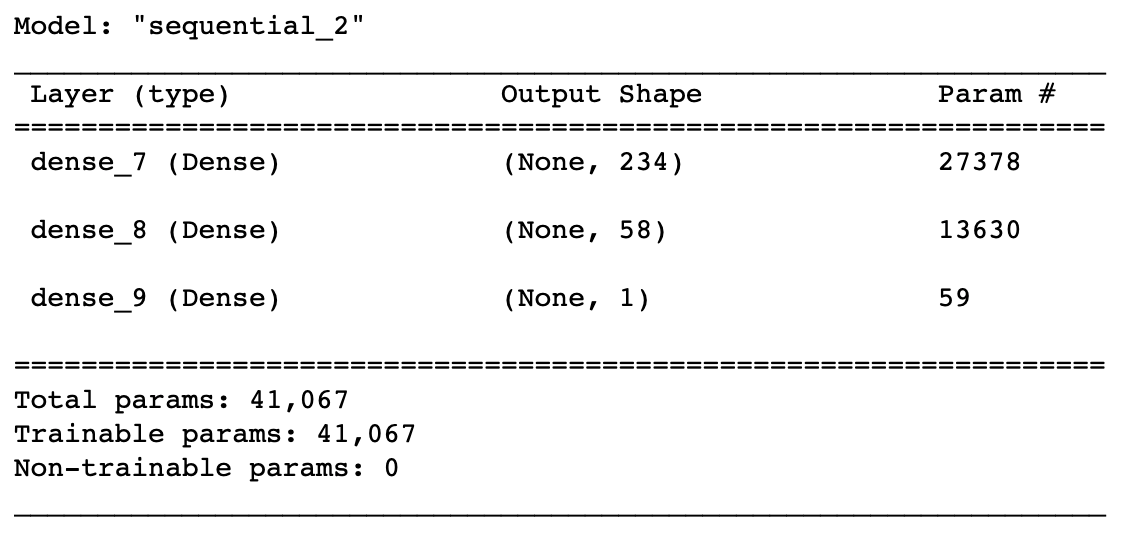 Model: "sequential_2"
Layer (type) Output Shape Param #
=================================================================
dense_7 (Dense) (None, 234) 27378
dense_8 (Dense) (None, 58) 13630
dense_9 (Dense) (None, 1) 59
=================================================================
Total params: 41,067
Trainable params: 41,067
Non-trainable params: 0